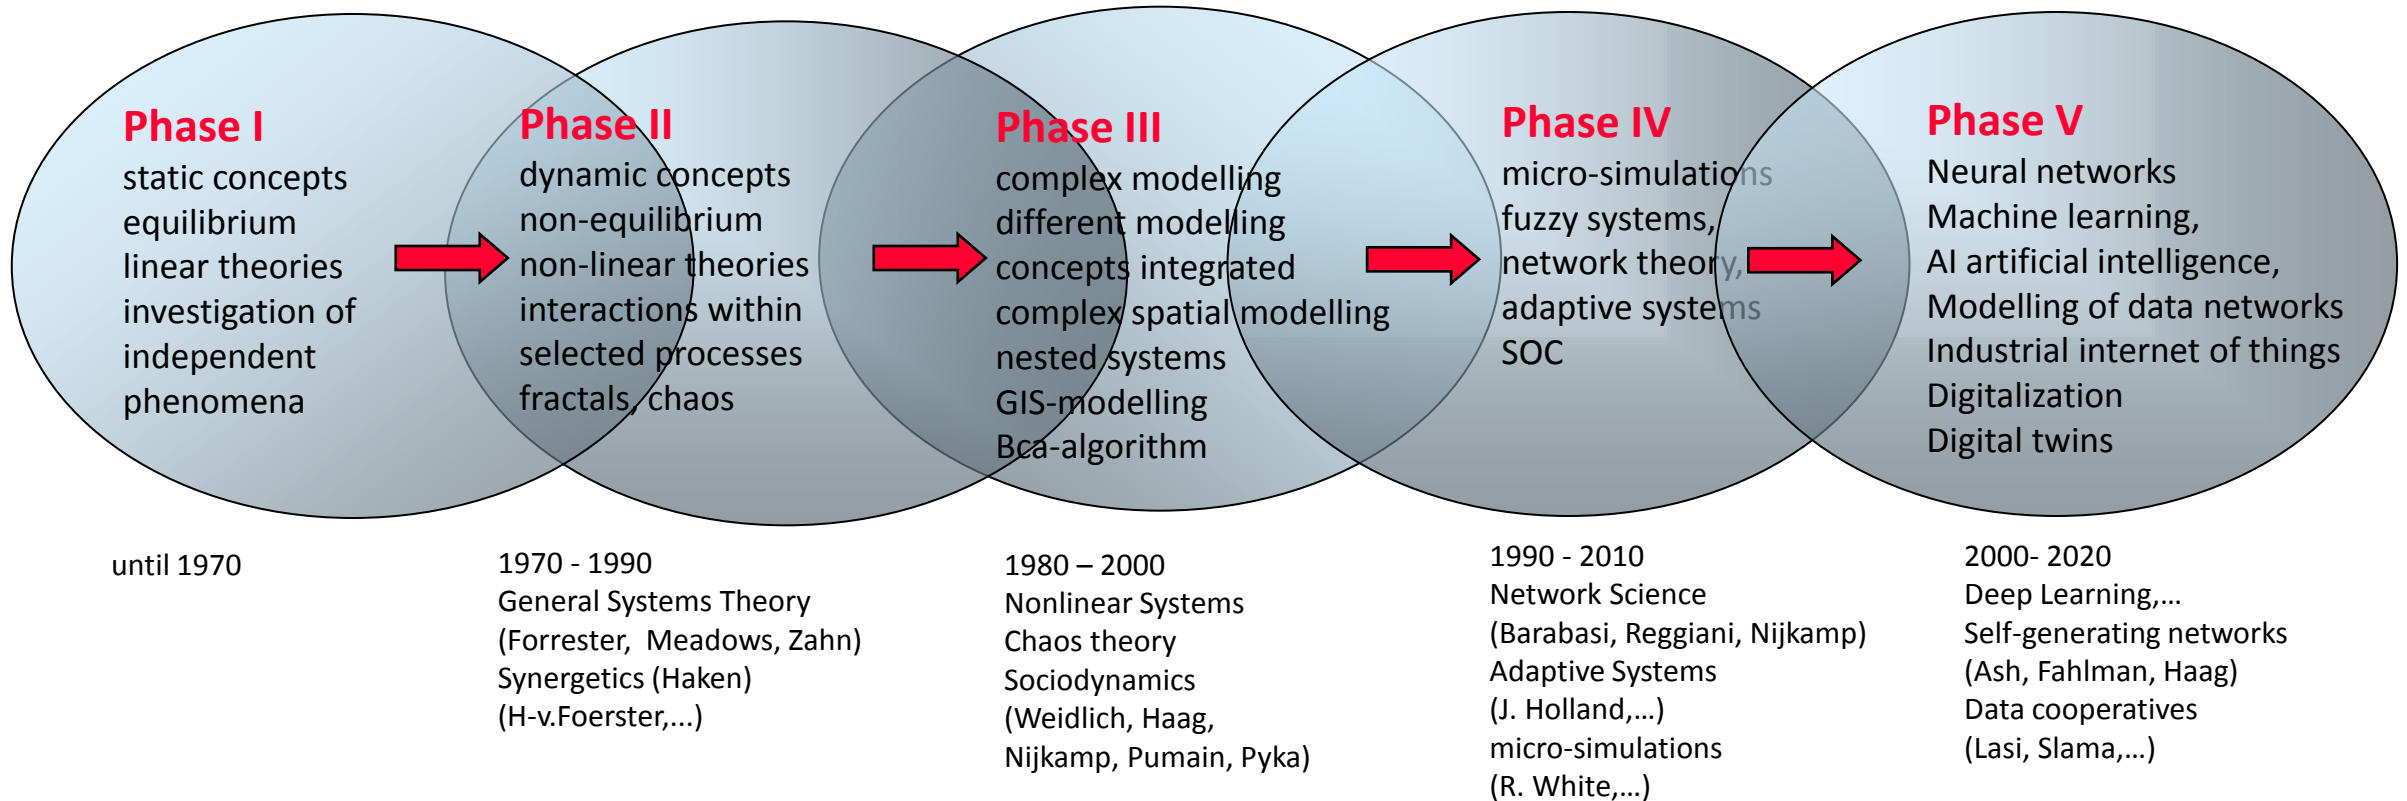 Phase I
static concepts
equilibrium
linear theories
investigation of
independent
phenomena
until 1970
Phase II
dynamic concepts
non-equilibrium
non-linear theories
interactions within
selected processes
fractals, chaos
1970 - 1990
General Systems Theory
(Forrester, Meadows, Zahn)
Synergetics (Haken)
(H-v.Foerster,...)
Phase III
complex modelling
different modelling
concepts integrated
complex spatial modelling
nested systems
GIS-modelling
Bca-algorithm
1980 – 2000
Nonlinear Systems
Chaos theory
Sociodynamics
(Weidlich, Haag,
Nijkamp, Pumain, Pyka)
Phase IV
micro-simulations
fuzzy systems,
network theory,
adaptive systems
SOC
1990 - 2010
Network Science
(Barabasi, Reggiani, Nijkamp)
Adaptive Systems
(J. Holland,…)
micro-simulations
(R. White,…)
Phase V
Neural networks
Machine learning,
AI artificial intelligence,
Modelling of data networks
Industrial internet of things
Digitalization
Digital twins
2000- 2020
Deep Learning,…
Self-generating networks
(Ash, Fahlman, Haag)
Data cooperatives
(Lasi, Slama,…)